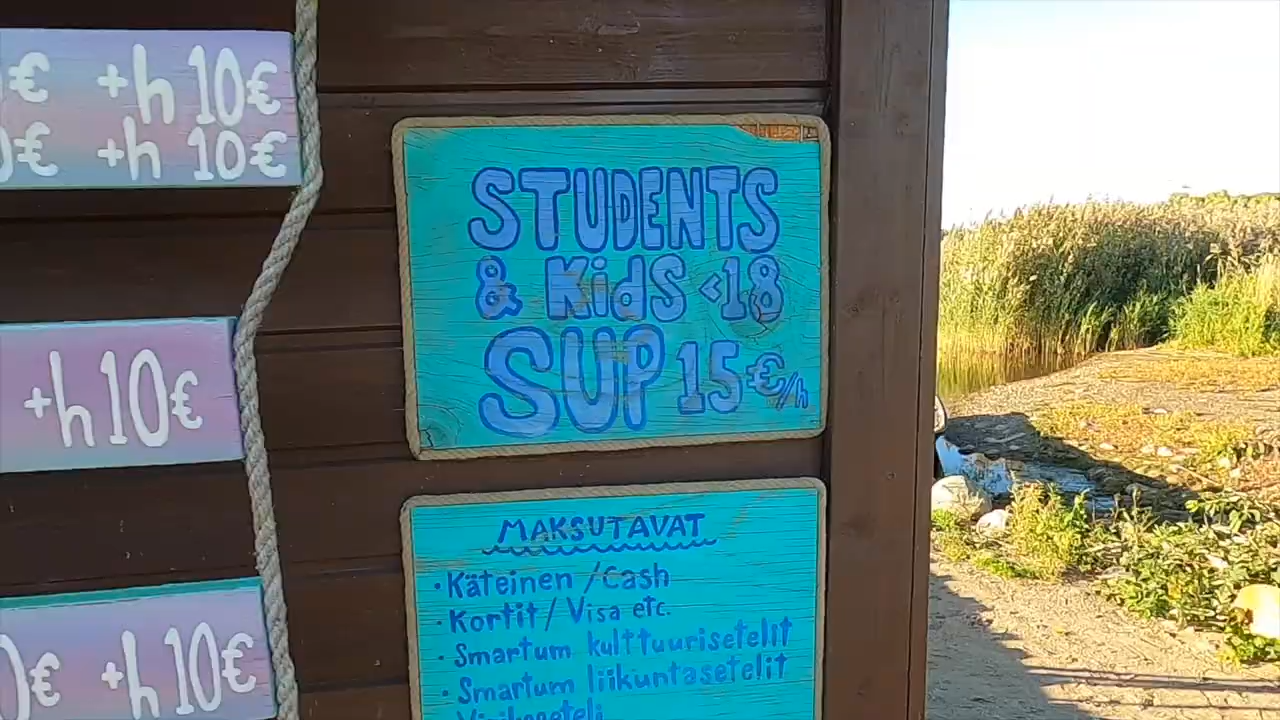 € +h 10€
0€ +h 10€
+h 10€
€ +h 10€
STUDENTS
& KidS <18
SUP 15€/h
MAKSUTAVAT
· Käteinen / Cash
· Kortit / Visa etc.
· Smartum kulttuurisetelit
· Smartum liikuntasetelit